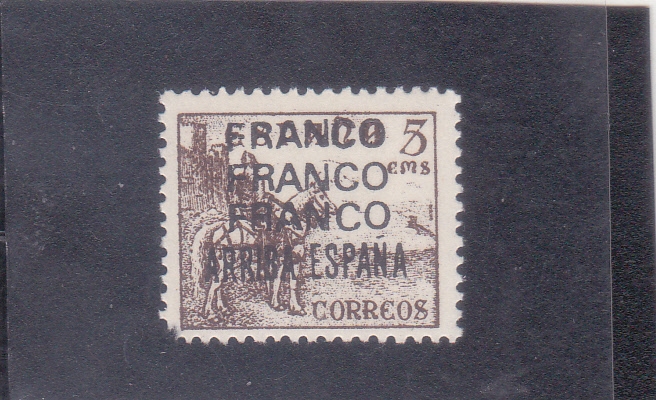 FRANCO 5
cms
FRANCO
FRANCO
ARRIBA ESPAÑA
CORREOS